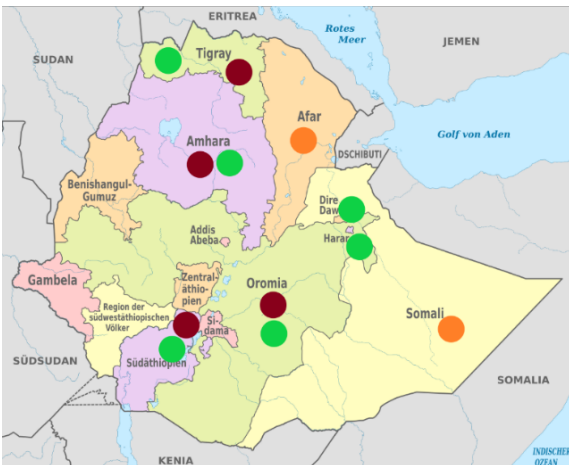 ERITREA
Rotes
Meer
JEMEN
SUDAN
Tigray
Afar
Golf von Aden
Amhara
DSCHIBUTI
Benishangul-
Gumuz
Dire
Daw
Addis
Abeba
Harar
Gambela
Zentral-
äthio-
pien
Oromia
Region der
südwestäthiopischen
Völker
Si-
dama
Somali
SÜDSUDAN
Südäthiopien
SOMALIA
KENIA
INDISCHER
OZEAN